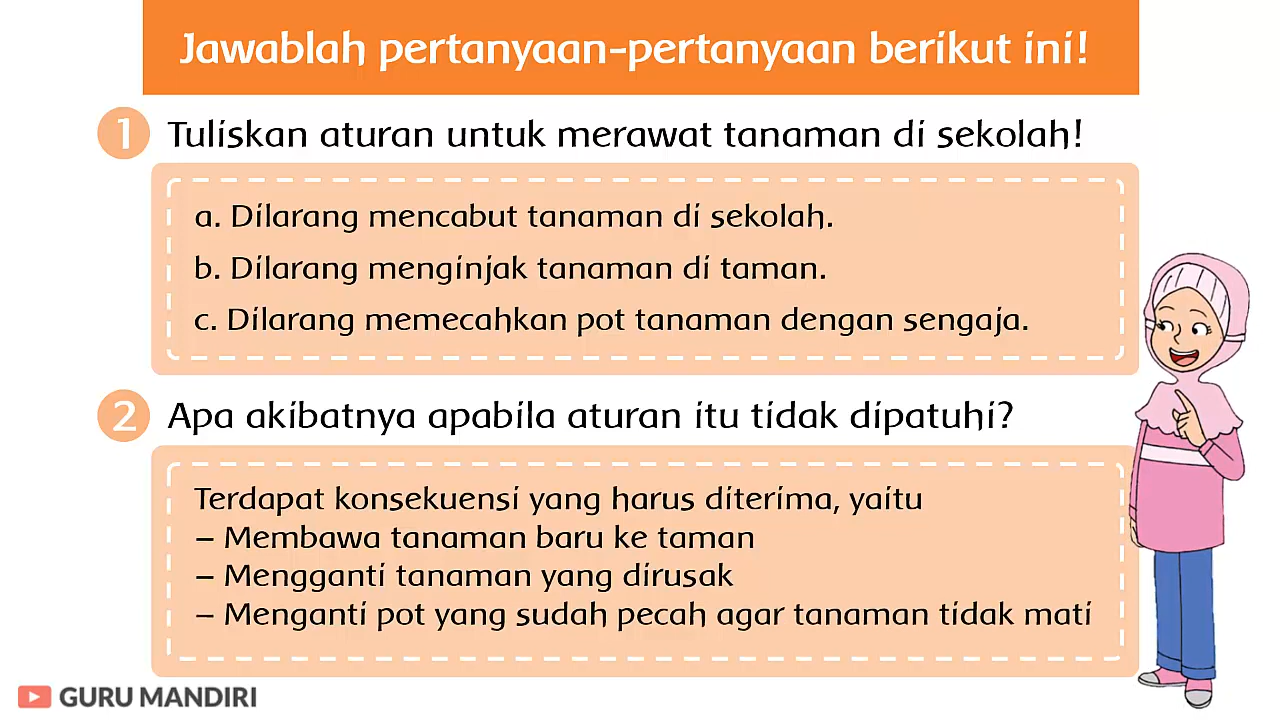 Jawablah pertanyaan-pertanyaan berikut ini!
1 Tuliskan aturan untuk merawat tanaman di sekolah!
a. Dilarang mencabut tanaman di sekolah.
b. Dilarang menginjak tanaman di taman.
c. Dilarang memecahkan pot tanaman dengan sengaja.
2 Apa akibatnya apabila aturan itu tidak dipatuhi?
Terdapat konsekuensi yang harus diterima, yaitu
– Membawa tanaman baru ke taman
– Mengganti tanaman yang dirusak
– Menganti pot yang sudah pecah agar tanaman tidak mati
GURU MANDIRI